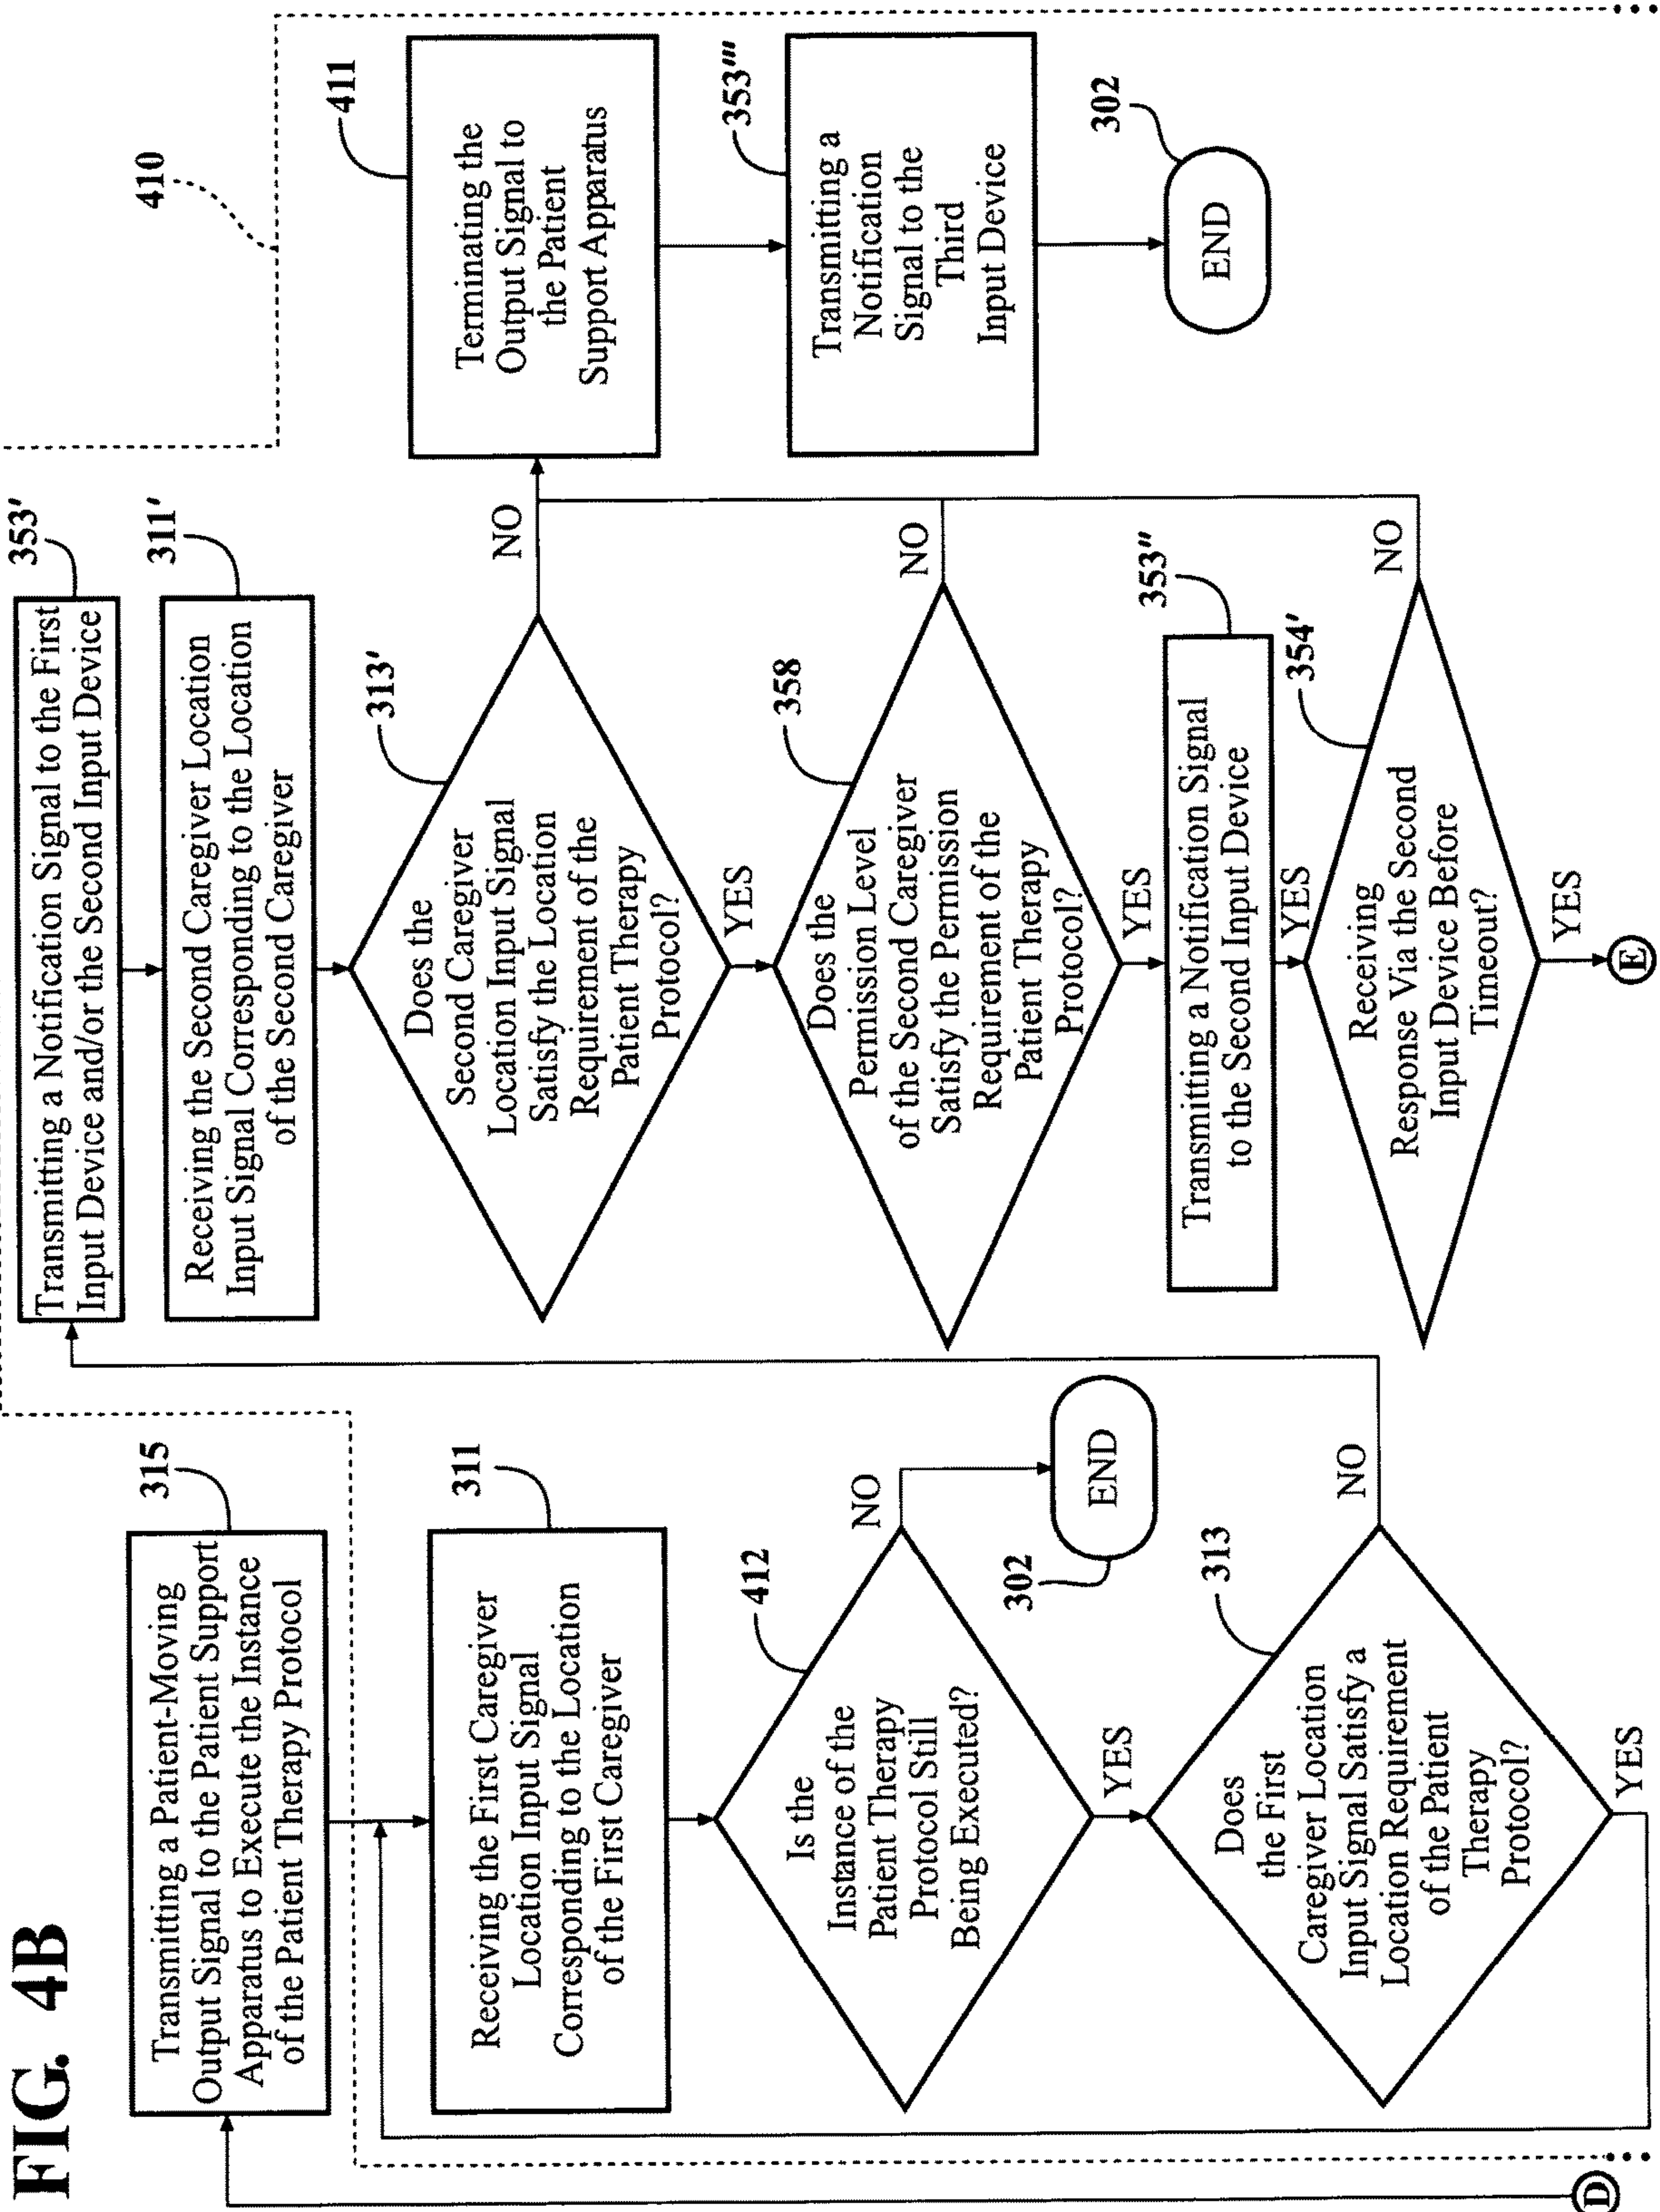 FIG. 4B
315
Transmitting a Patient-Moving
Output Signal to the Patient Support
Apparatus to Execute the Instance
of the Patient Therapy Protocol
311
Receiving the First Caregiver
Location Input Signal
Corresponding to the Location
of the First Caregiver
412
Is the
Instance of the
Patient Therapy
Protocol Still
Being Executed?
NO
302
END
YES
313
Does
the First
Caregiver Location
Input Signal Satisfy a
Location Requirement
of the Patient
Therapy
Protocol?
NO
YES
D
353'
Transmitting a Notification Signal to the First
Input Device and/or the Second Input Device
311'
Receiving the Second Caregiver Location
Input Signal Corresponding to the Location
of the Second Caregiver
313'
Does the
Second Caregiver
Location Input Signal
Satisfy the Location
Requirement of the
Patient Therapy
Protocol?
NO
YES
358
Does the
Permission Level
of the Second Caregiver
Satisfy the Permission
Requirement of the
Patient Therapy
Protocol?
NO
YES
353"
Transmitting a Notification Signal
to the Second Input Device
YES
354'
Receiving
Response Via the Second
Input Device Before
Timeout?
NO
YES
E
410
411
Terminating the
Output Signal to
the Patient
Support Apparatus
353'''
Transmitting a
Notification
Signal to the
Third
Input Device
302
END